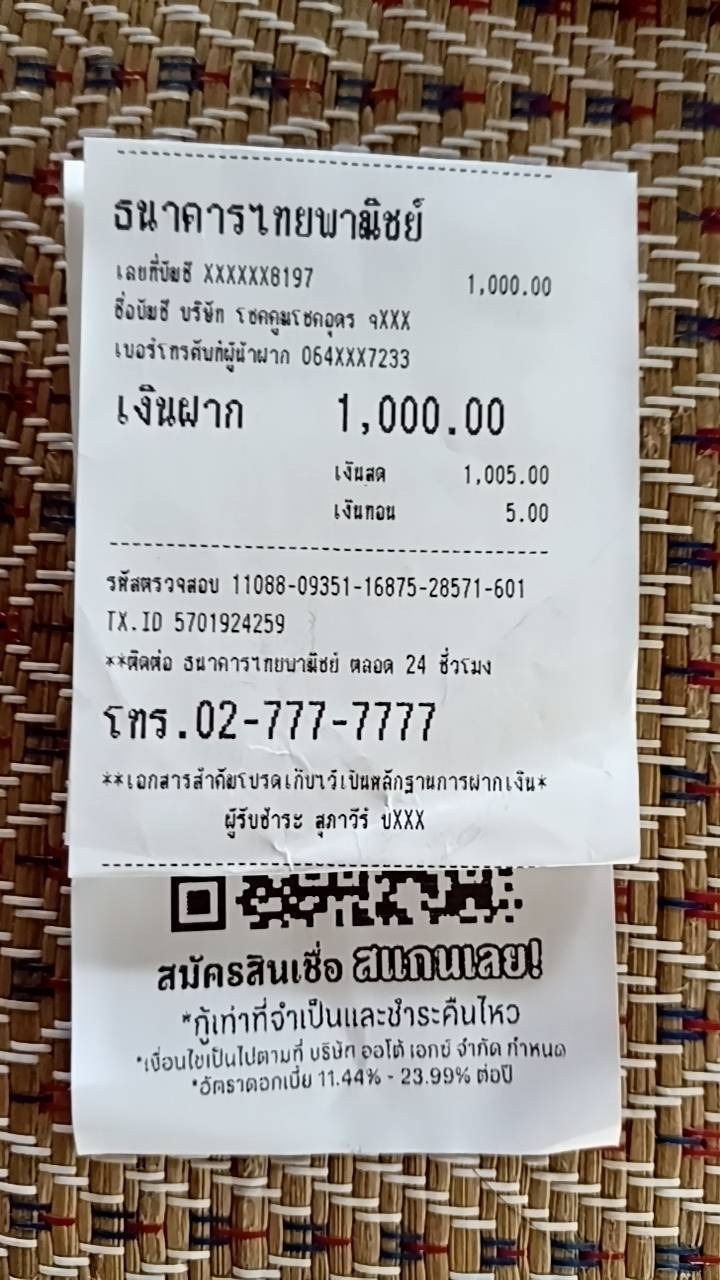 ธนาคารไทยพาณิชย์
เลขที่บัญชี XXXXXX8197 1,000.00
ชื่อบัญชี บริษัท โชคคูมโชคอุดร จXXX
เบอร์โทรศัพท์ผู้นำฝาก 064XXX7233
เงินฝาก 1,000.00
เงินสด 1,005.00
เงินทอน 5.00
รหัสตรวจสอบ 11088-09351-16875-28571-601
TX.ID 5701924259
**ติดต่อ ธนาคารไทยพาณิชย์ ตลอด 24 ชั่วโมง
โทร.02-777-7777
**เอกสารสำคัญโปรดเก็บไว้เป็นหลักฐานการฝากเงิน*
ผู้รับชำระ สุภาวีร์ บXXX
สมัครสินเชื่อ สแกนเลย!
*กู้เท่าที่จำเป็นและชำระคืนไหว
*เงื่อนไขเป็นไปตามที่ บริษัท ออโต้ เอกซ์ จำกัด กำหนด
*อัตราดอกเบี้ย 11.44% - 23.99% ต่อปี